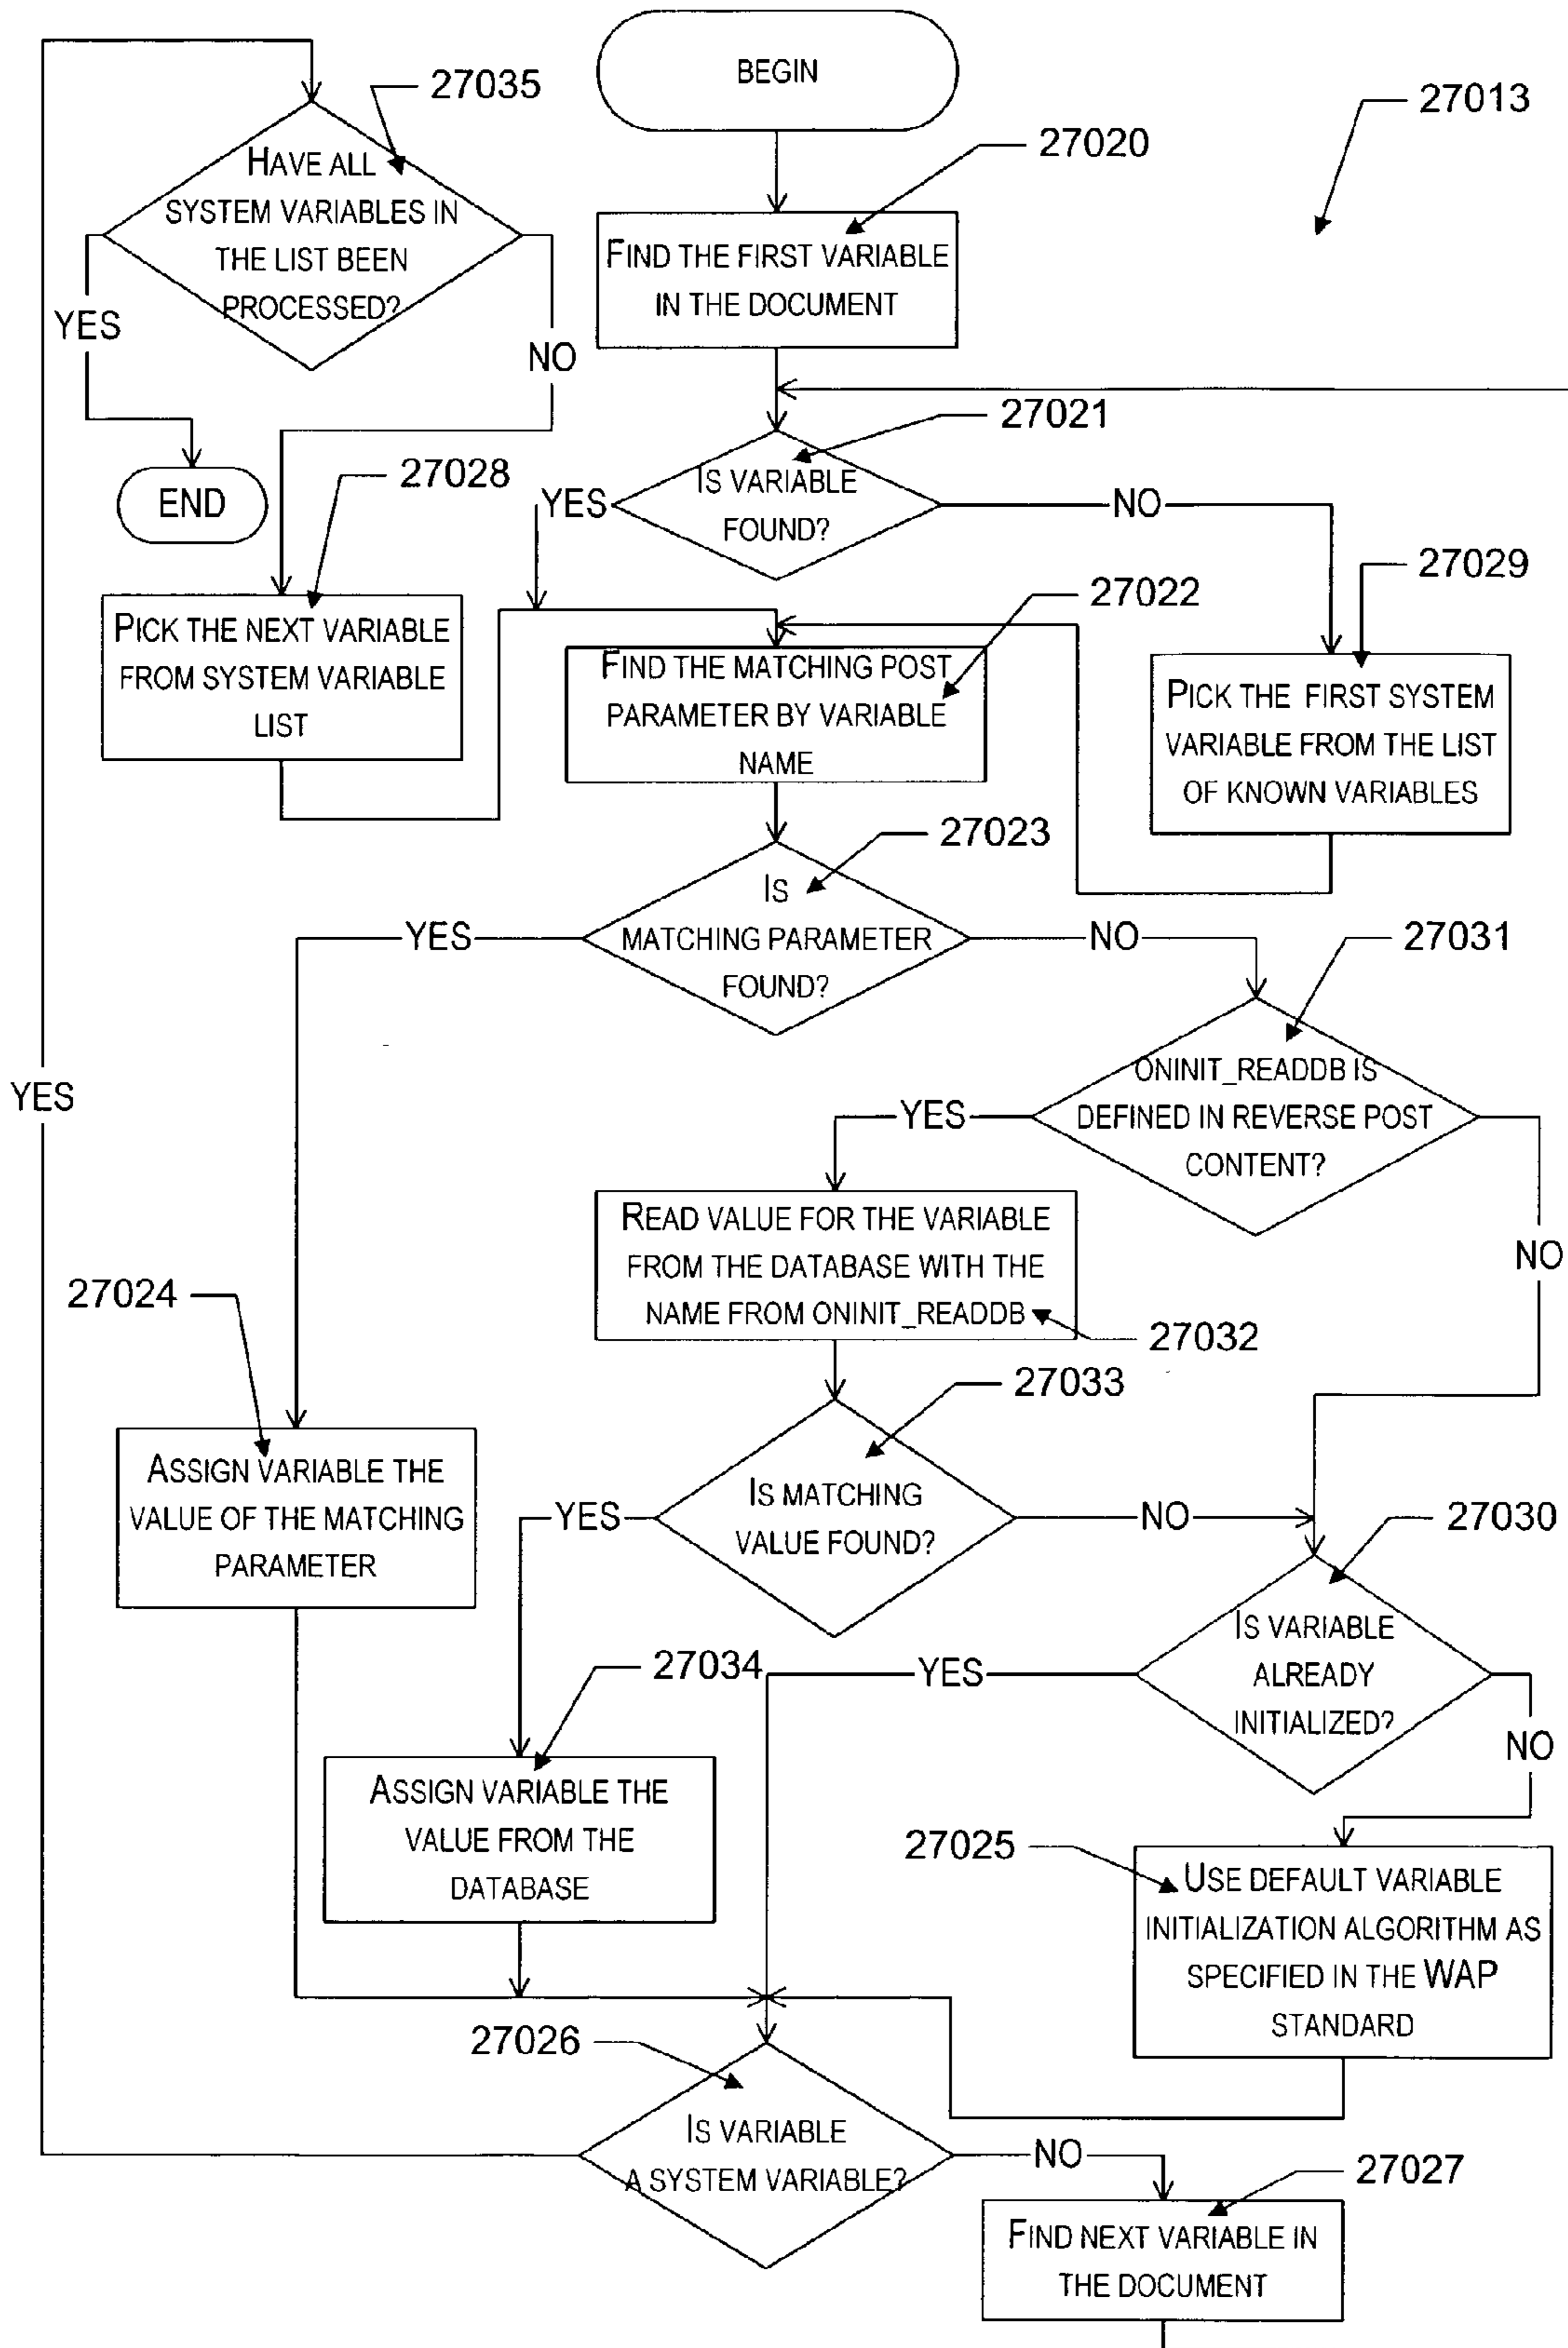 BEGIN
27035
27013
27020
HAVE ALL
SYSTEM VARIABLES IN
THE LIST BEEN
PROCESSED?
FIND THE FIRST VARIABLE
IN THE DOCUMENT
YES
NO
27021
END
27028
IS VARIABLE
FOUND?
YES
NO
27029
27022
PICK THE NEXT VARIABLE
FROM SYSTEM VARIABLE
LIST
FIND THE MATCHING POST
PARAMETER BY VARIABLE
NAME
PICK THE FIRST SYSTEM
VARIABLE FROM THE LIST
OF KNOWN VARIABLES
27023
IS
MATCHING PARAMETER
FOUND?
YES
NO
27031
YES
ONINIT_READDB IS
DEFINED IN REVERSE POST
CONTENT?
YES
NO
READ VALUE FOR THE VARIABLE
FROM THE DATABASE WITH THE
NAME FROM ONINIT_READDB
27024
27032
27033
ASSIGN VARIABLE THE
VALUE OF THE MATCHING
PARAMETER
IS MATCHING
VALUE FOUND?
YES
NO
27030
IS VARIABLE
ALREADY
INITIALIZED?
27034
YES
NO
ASSIGN VARIABLE THE
VALUE FROM THE
DATABASE
27025
USE DEFAULT VARIABLE
INITIALIZATION ALGORITHM AS
SPECIFIED IN THE WAP
STANDARD
27026
IS VARIABLE
A SYSTEM VARIABLE?
NO
27027
FIND NEXT VARIABLE IN
THE DOCUMENT